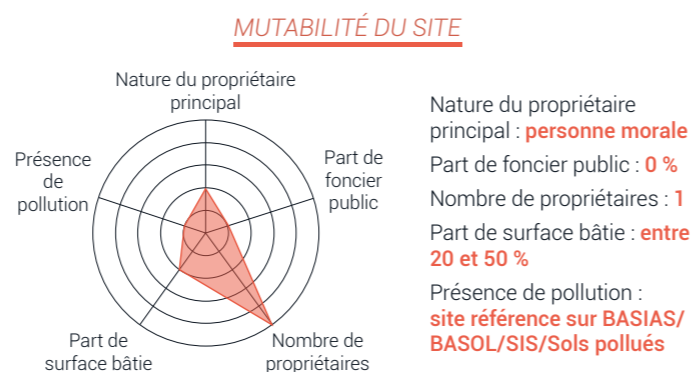 MUTABILITÉ DU SITE
Nature du propriétaire
principal
Présence
de
pollution
Part de
foncier
public
Part de
surface bâtie
Nombre de
propriétaires
Nature du propriétaire
principal : personne morale
Part de foncier public : 0 %
Nombre de propriétaires : 1
Part de surface bâtie : entre
20 et 50 %
Présence de pollution :
site référence sur BASIAS/
BASOL/SIS/Sols pollués